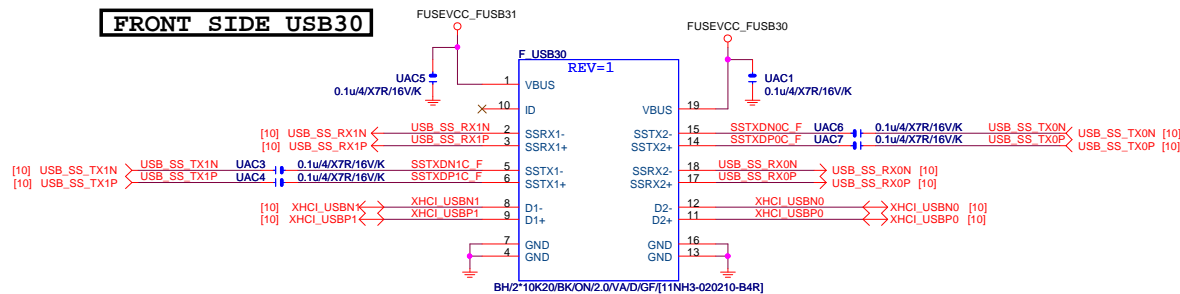 FRONT SIDE USB30
FUSEVCC_FUSB31
FUSEVCC_FUSB30
F_USB30
REV=1
UAC5
0.1u/4/X7R/16V/K
UAC1
0.1u/4/X7R/16V/K
1 VBUS
10 ID
VBUS 19
[10] USB_SS_RX1N USB_SS_RX1N 2 SSRX1-
[10] USB_SS_RX1P USB_SS_RX1P 3 SSRX1+
SSTX2- 15 SSTXDN0C_F UAC6 0.1u/4/X7R/16V/K USB_SS_TX0N USB_SS_TX0N [10]
SSTX2+ 14 SSTXDP0C_F UAC7 0.1u/4/X7R/16V/K USB_SS_TX0P USB_SS_TX0P [10]
[10] USB_SS_TX1N USB_SS_TX1N UAC3 0.1u/4/X7R/16V/K SSTXDN1C_F 5 SSTX1-
[10] USB_SS_TX1P USB_SS_TX1P UAC4 0.1u/4/X7R/16V/K SSTXDP1C_F 6 SSTX1+
SSRX2- 18 USB_SS_RX0N USB_SS_RX0N [10]
SSRX2+ 17 USB_SS_RX0P USB_SS_RX0P [10]
[10] XHCI_USBN1 XHCI_USBN1 8 D1-
[10] XHCI_USBP1 XHCI_USBP1 9 D1+
D2- 12 XHCI_USBN0 XHCI_USBN0 [10]
D2+ 11 XHCI_USBP0 XHCI_USBP0 [10]
7 GND
4 GND
GND 16
GND 13
BH/2*10K20/BK/ON/2.0/VA/D/GF/[11NH3-020210-B4R]